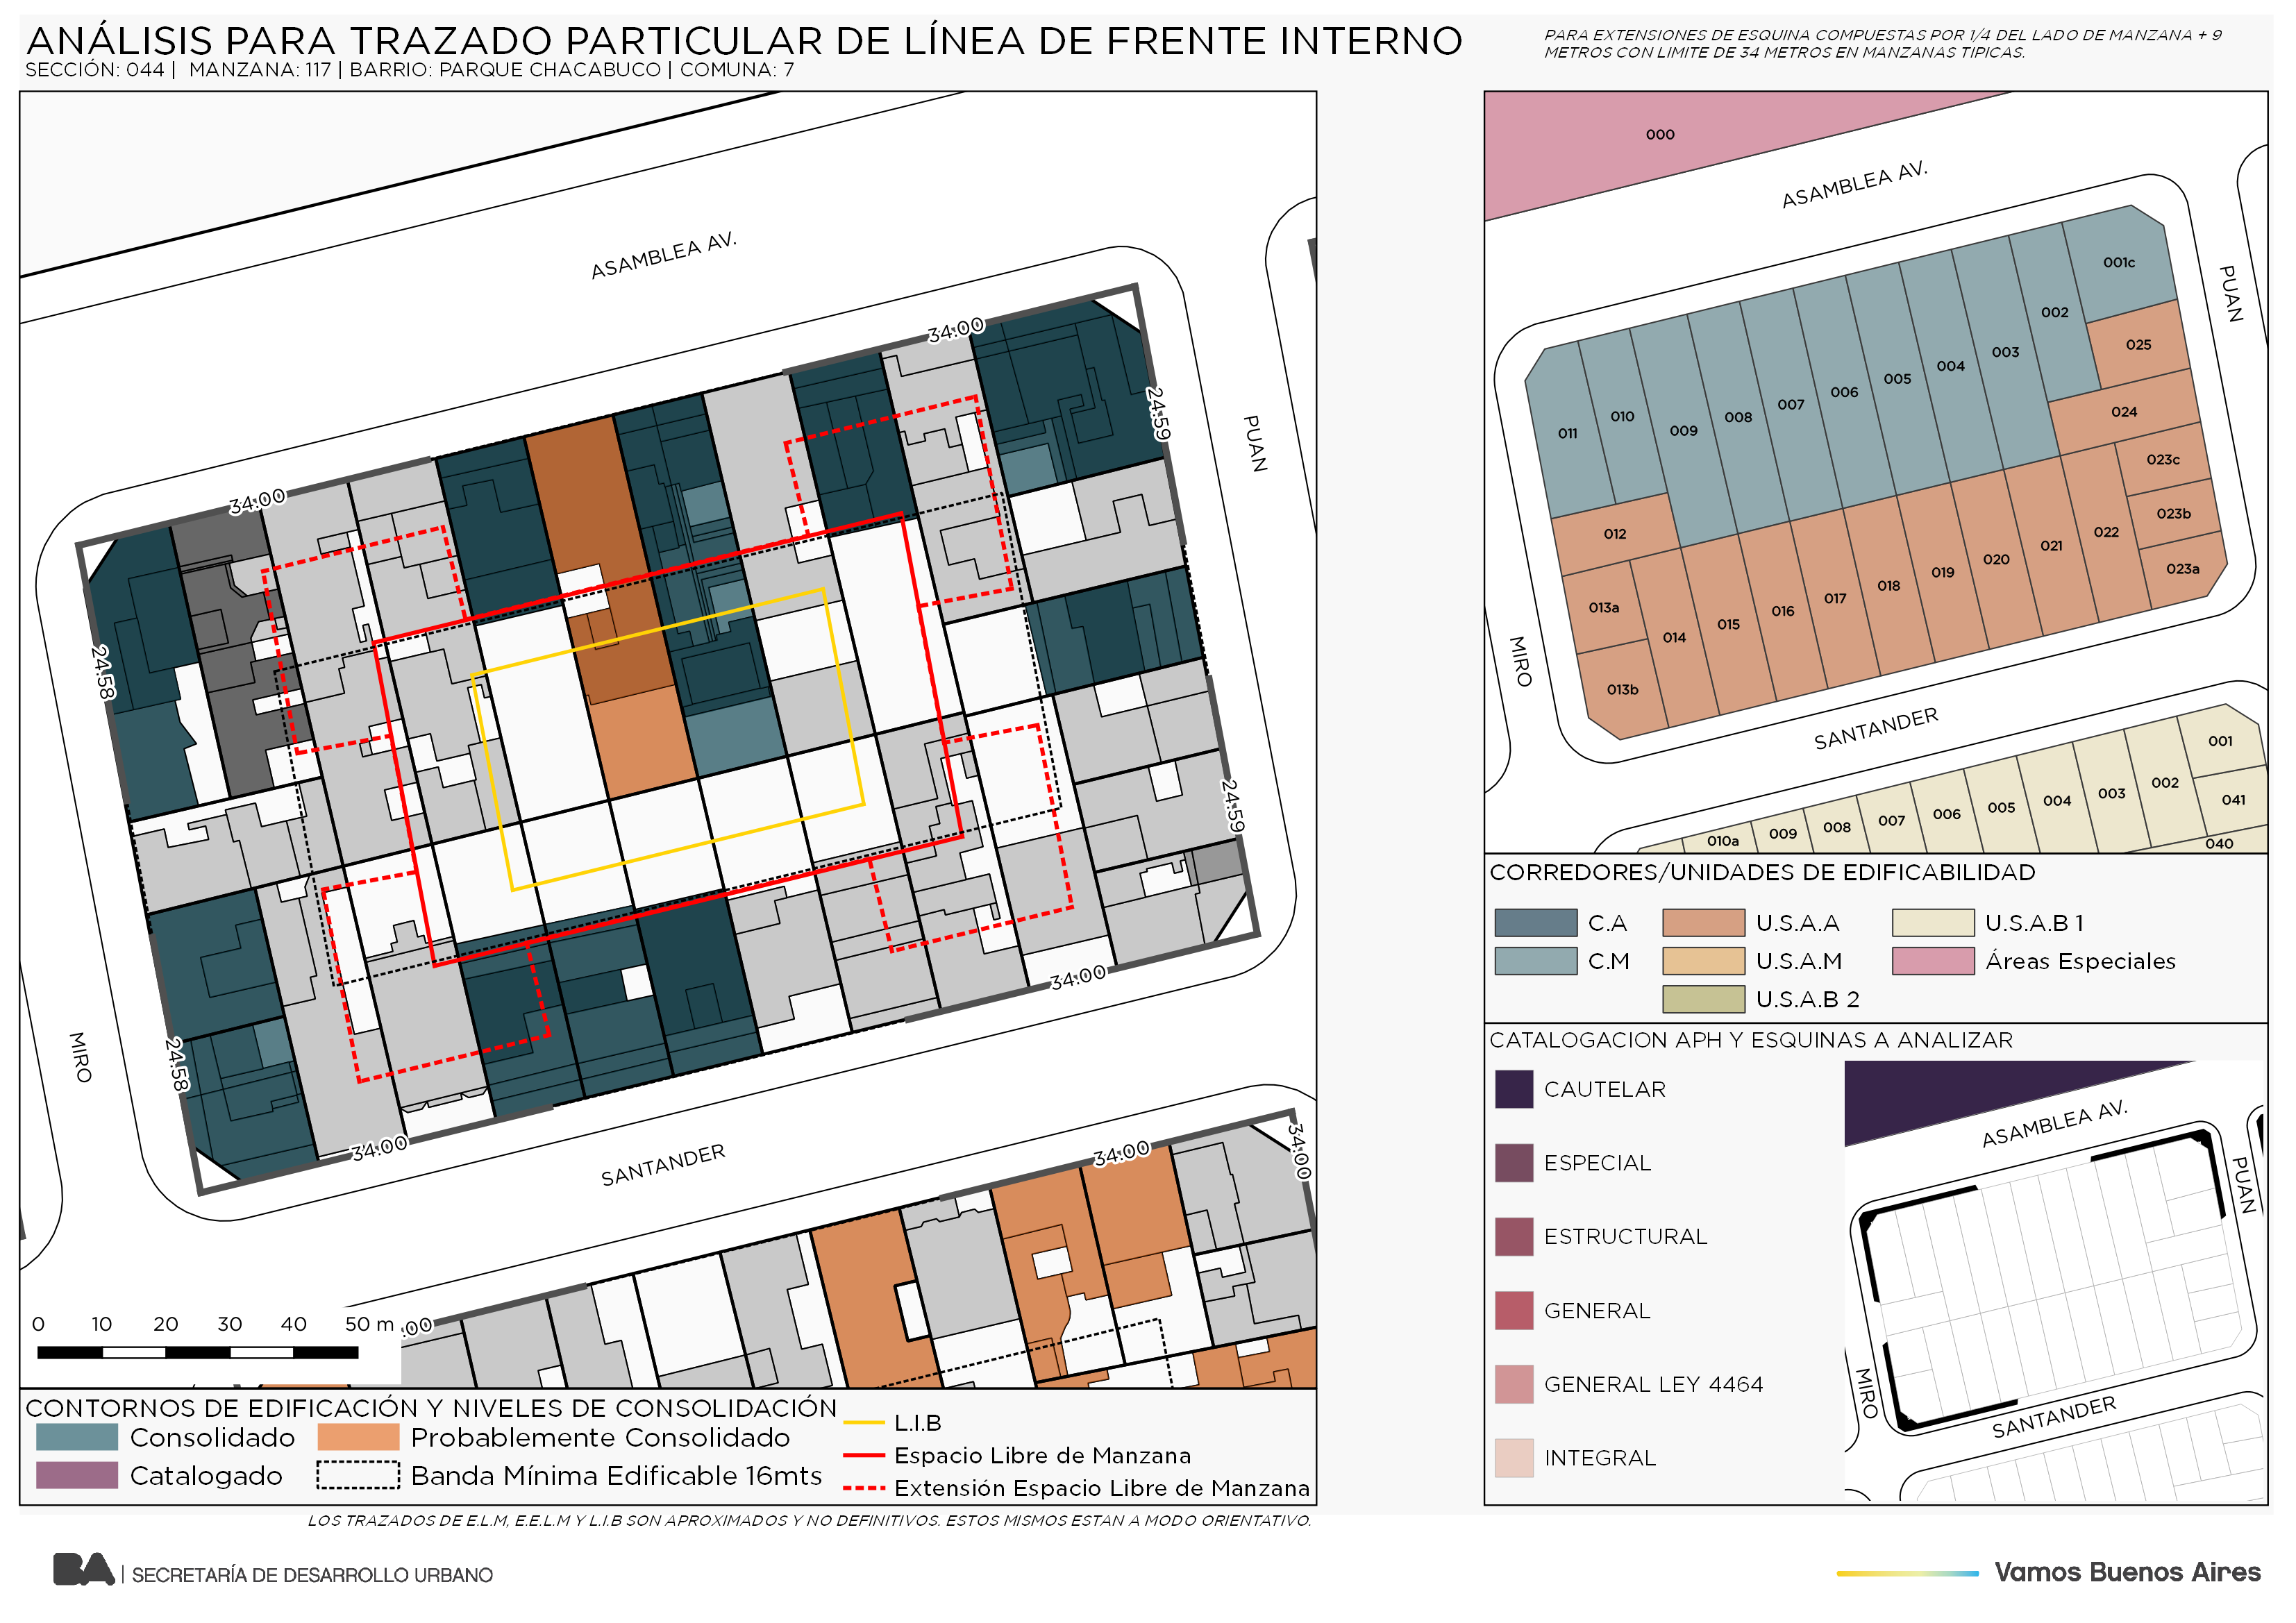 ANÁLISIS PARA TRAZADO PARTICULAR DE LÍNEA DE FRENTE INTERNO
SECCIÓN: 044 | MANZANA: 117 | BARRIO: PARQUE CHACABUCO | COMUNA: 7
PARA EXTENSIONES DE ESQUINA COMPUESTAS POR 1/4 DEL LADO DE MANZANA + 9
METROS CON LIMITE DE 34 METROS EN MANZANAS TIPICAS.
ASAMBLEA AV.
34.00
34.00
24.59
PUAN
24.58
24.59
34.00
MIRO
24.58
34.00
SANTANDER
34.00
34.00
.00
0 10 20 30 40 50 m
000
ASAMBLEA AV.
PUAN
001c
002
003
004
005
006
007
008
009
010
011
025
024
023c
023b
023a
022
021
020
019
018
017
016
015
014
012
013a
013b
MIRO
SANTANDER
001
002
003
004
005
006
007
008
009
010a
041
040
CORREDORES/UNIDADES DE EDIFICABILIDAD
C.A
U.S.A.A
U.S.A.B 1
C.M
U.S.A.M
Áreas Especiales
U.S.A.B 2
CATALOGACION APH Y ESQUINAS A ANALIZAR
CAUTELAR
ESPECIAL
ESTRUCTURAL
GENERAL
GENERAL LEY 4464
INTEGRAL
ASAMBLEA AV.
PUAN
MIRO
SANTANDER
CONTORNOS DE EDIFICACIÓN Y NIVELES DE CONSOLIDACIÓN
Consolidado
Probablemente Consolidado
Catalogado
Banda Mínima Edificable 16mts
L.I.B
Espacio Libre de Manzana
Extensión Espacio Libre de Manzana
LOS TRAZADOS DE E.L.M, E.E.L.M Y L.I.B SON APROXIMADOS Y NO DEFINITIVOS. ESTOS MISMOS ESTAN A MODO ORIENTATIVO.
BA | SECRETARÍA DE DESARROLLO URBANO
Vamos Buenos Aires